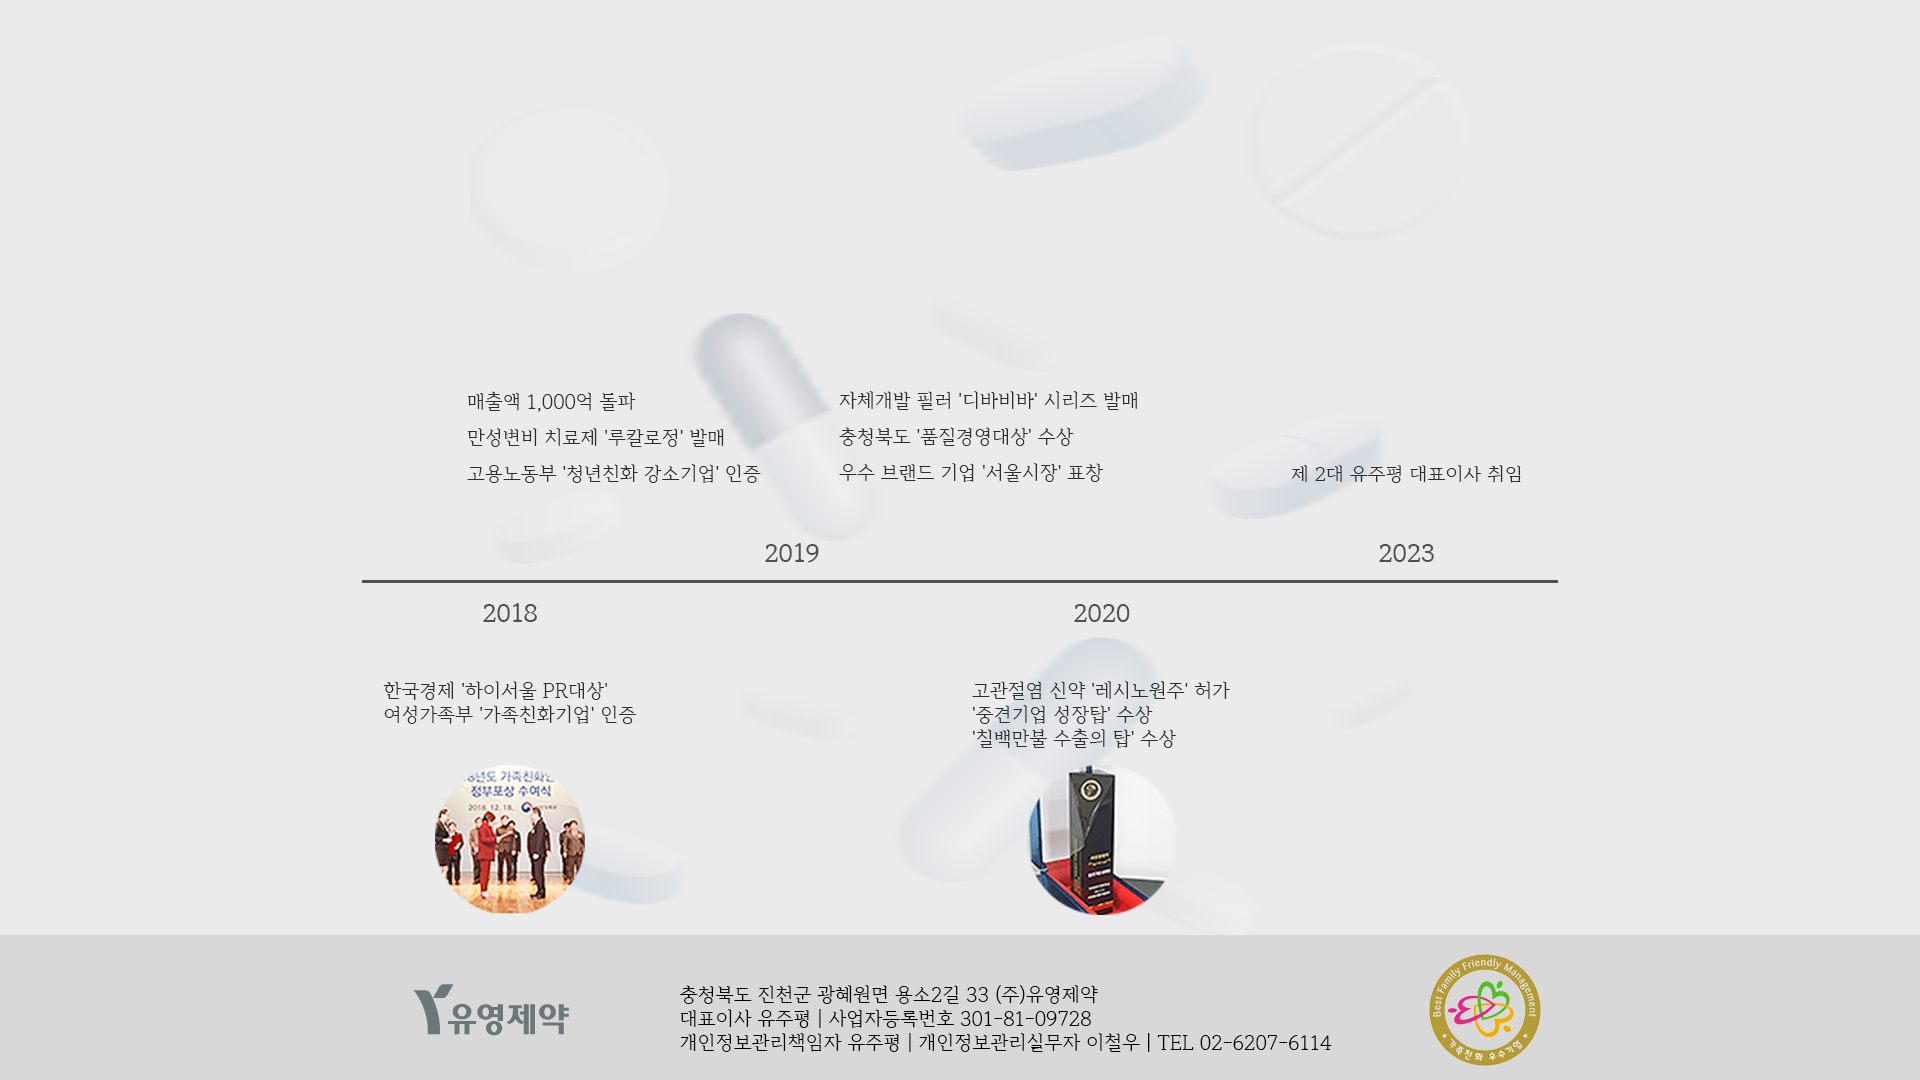 매출액 1,000억 돌파
만성변비 치료제 '루칼로정' 발매
고용노동부 '청년친화 강소기업' 인증
자체개발 필러 '디바비바' 시리즈 발매
충청북도 '품질경영대상' 수상
우수 브랜드 기업 '서울시장' 표창
제 2대 유주평 대표이사 취임
2019
2023
2018
2020
한국경제 '하이서울 PR대상'
여성가족부 '가족친화기업' 인증
고관절염 신약 '레시노원주' 허가
'중견기업 성장탑' 수상
'칠백만불 수출의 탑' 수상
가족친화인
정부포상 수여식
2018. 12. 18.
유영제약
충청북도 진천군 광혜원면 용소2길 33 (주)유영제약
대표이사 유주평 | 사업자등록번호 301-81-09728
개인정보관리책임자 유주평 | 개인정보관리실무자 이철우 | TEL 02-6207-6114
Best Family Friendly Management
가족친화 우수기업